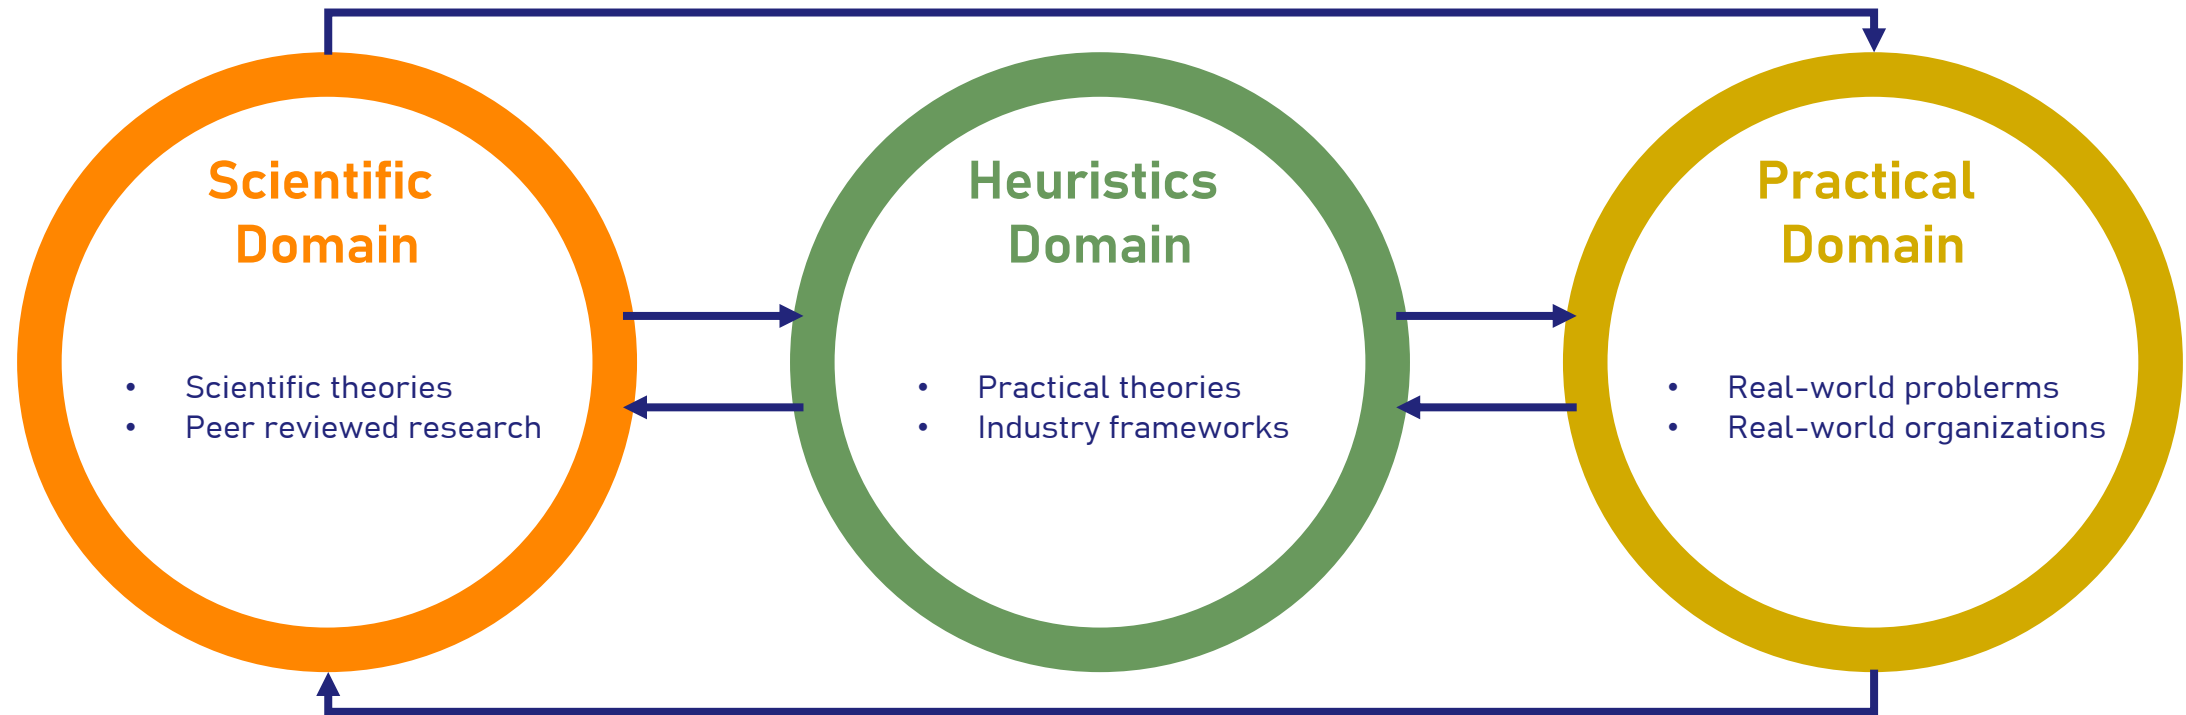 Scientific
Domain
• Scientific theories
• Peer reviewed research
Heuristics
Domain
• Practical theories
• Industry frameworks
Practical
Domain
• Real-world problerms
• Real-world organizations